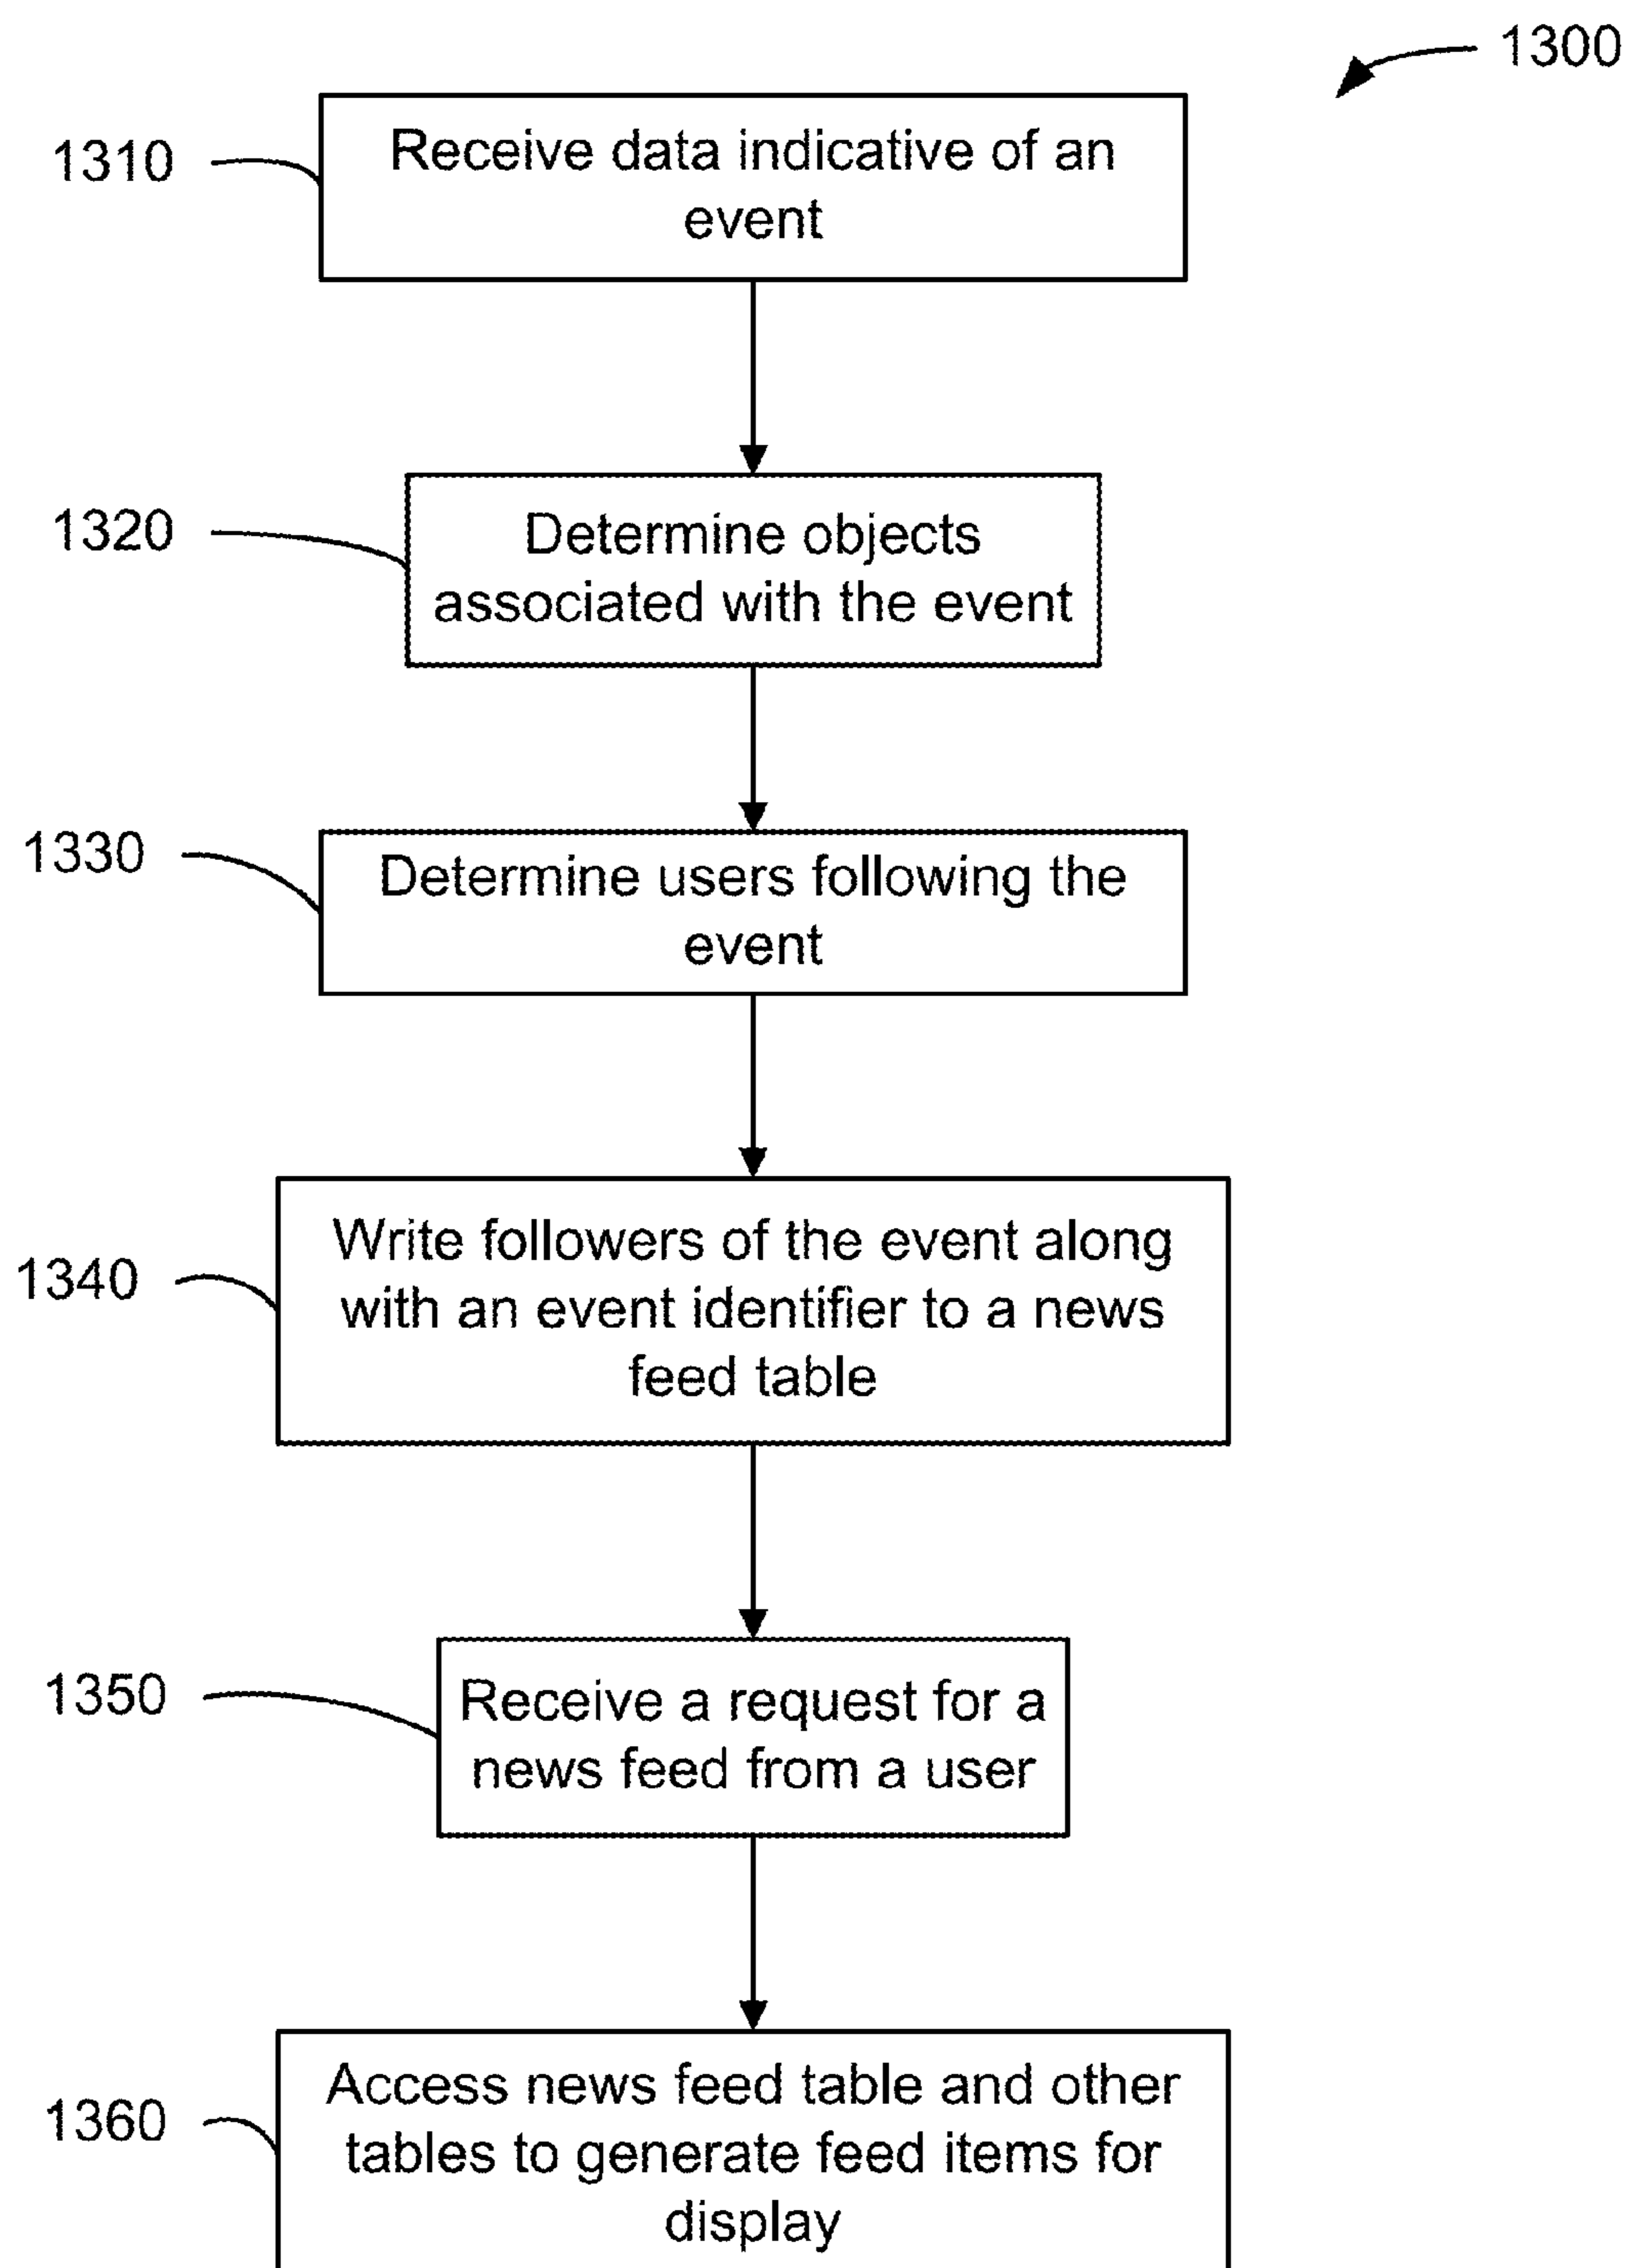 1300
1310
Receive data indicative of an
event
1320
Determine objects
associated with the event
1330
Determine users following the
event
1340
Write followers of the event along
with an event identifier to a news
feed table
1350
Receive a request for a
news feed from a user
1360
Access news feed table and other
tables to generate feed items for
display